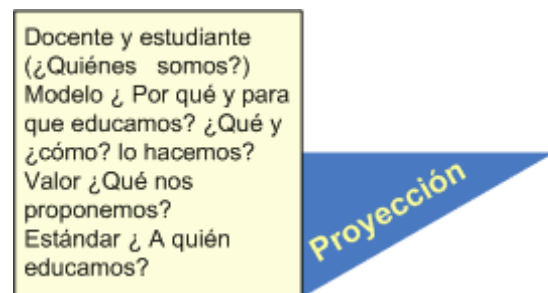 Docente y estudiante
(¿Quiénes somos?)
Modelo ¿ Por qué y para
que educamos? ¿Qué y
¿cómo? lo hacemos?
Valor ¿Qué nos
proponemos?
Estándar ¿ A quién
educamos?
Proyección